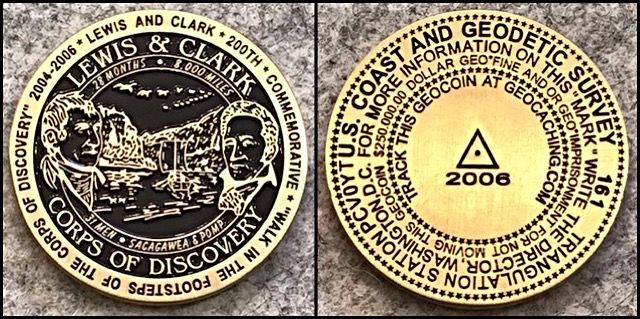 2004-2006 * LEWIS AND CLARK * 200TH * COMMEMORATIVE * "WALK IN THE FOOTSTEPS OF THE CORPS OF DISCOVERY"
LEWIS & CLARK
28 MONTHS · 8,000 MILES
31 MEN · SACAGAWEA & POMP
CORPS OF DISCOVERY
U.S. COAST AND GEODETIC SURVEY 161 TRIANGULATION STATION PCV0YT
FOR MORE INFORMATION ON THIS "MARK" WRITE THE DIRECTOR, WASHINGTON D.C.
$250,000.00 DOLLAR GEO"FINE AND/OR GEO"IMPRISONMENT FOR NOT MOVING THIS GEOCOIN
TRACK THIS GEOCOIN AT GEOCACHING.COM
2006